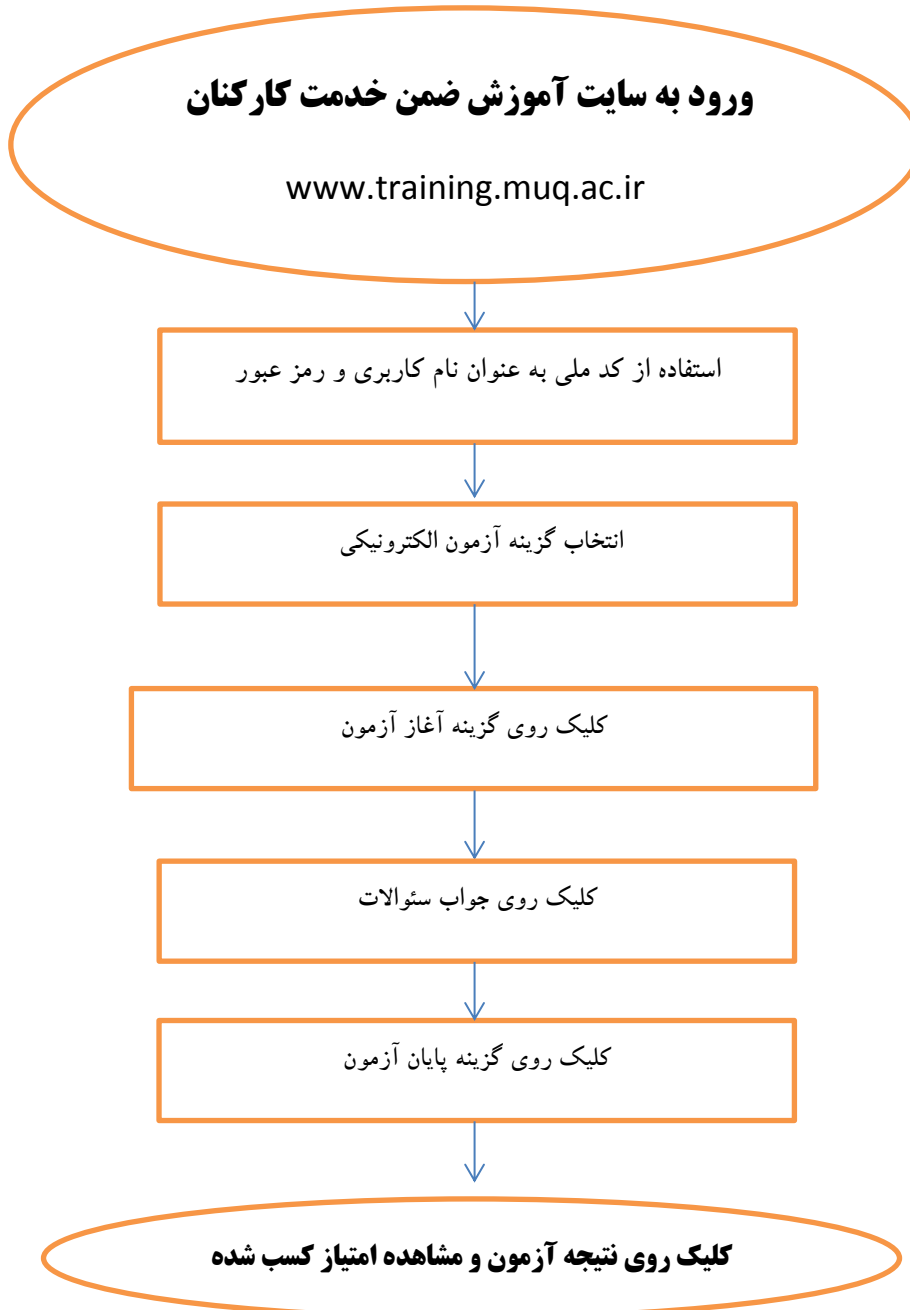 ورود به سایت آموزش ضمن خدمت کارکنان
www.training.muq.ac.ir
استفاده از کد ملی به عنوان نام کاربری و رمز عبور
انتخاب گزینه آزمون الکترونیکی
کلیک روی گزینه آغاز آزمون
کلیک روی جواب سئوالات
کلیک روی گزینه پایان آزمون
کلیک روی نتیجه آزمون و مشاهده امتیاز کسب شده